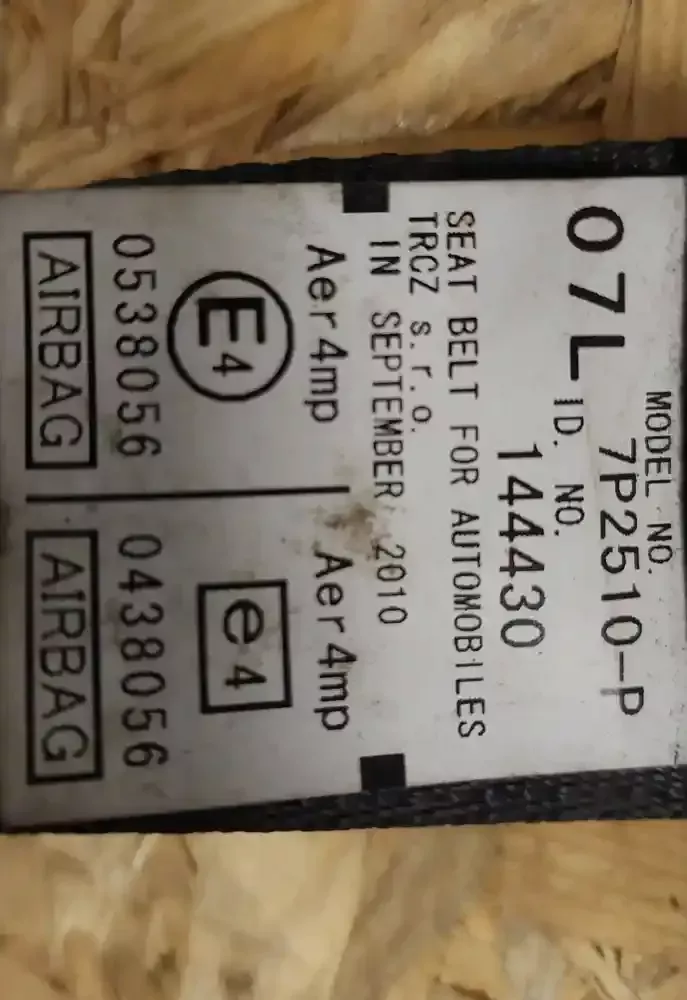 MODEL NO.
07L 7P2510-P
ID. NO.
144430
SEAT BELT FOR AUTOMOBILES
TRCZ s.r.o.
IN SEPTEMBER 2010
Aer4mp Aer4mp
E4 e4
0538056 0438056
AIRBAG AIRBAG